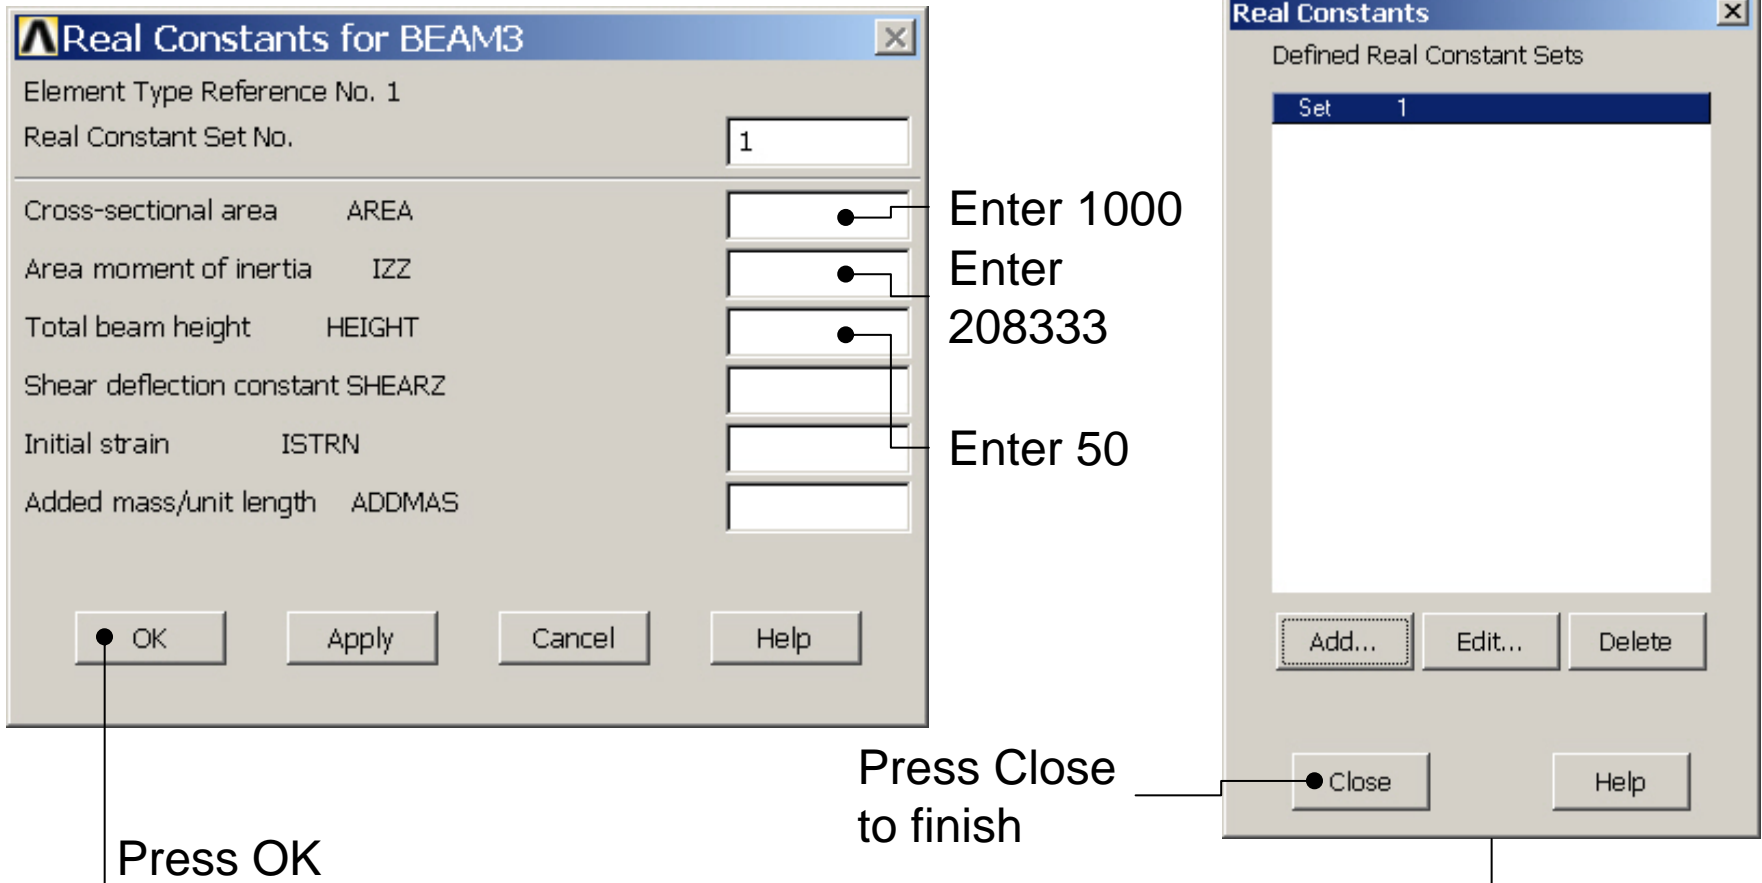 Real Constants for BEAM3
Element Type Reference No. 1
Real Constant Set No.
1
Cross-sectional area AREA
Area moment of inertia IZZ
Total beam height HEIGHT
Shear deflection constant SHEARZ
Initial strain ISTRN
Added mass/unit length ADDMAS
OK Apply Cancel Help
Enter 1000
Enter
208333
Enter 50
Press OK
Real Constants
Defined Real Constant Sets
Set 1
Add... Edit... Delete
Close Help
Press Close
to finish